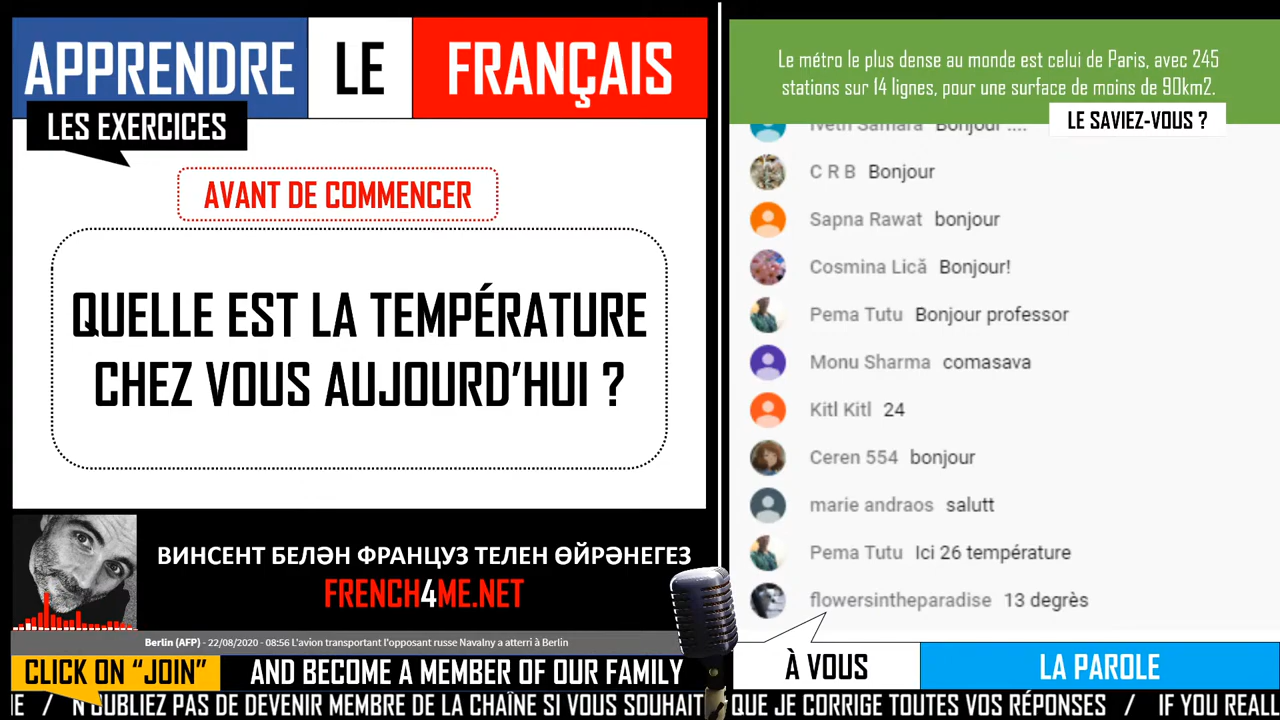 APPRENDRE LE FRANÇAIS
LES EXERCICES
AVANT DE COMMENCER
QUELLE EST LA TEMPÉRATURE
CHEZ VOUS AUJOURD'HUI ?
ВИНСЕНТ БЕЛӘН ФРАНЦУЗ ТЕЛЕН ӨЙРӘНЕГЕЗ
FRENCH4ME.NET
Berlin (AFP) - 22/08/2020 - 08:56 L'avion transportant l'opposant russe Navalny a atterri à Berlin
CLICK ON “JOIN” AND BECOME A MEMBER OF OUR FAMILY
Le métro le plus dense au monde est celui de Paris, avec 245
stations sur 14 lignes, pour une surface de moins de 90km2.
LE SAVIEZ-VOUS ?
Iveth Samara Bonjour ....
C R B Bonjour
Sapna Rawat bonjour
Cosmina Lică Bonjour!
Pema Tutu Bonjour professor
Monu Sharma comasava
Kitl Kitl 24
Ceren 554 bonjour
marie andraos salutt
Pema Tutu Ici 26 température
flowersintheparadise 13 degrès
À VOUS LA PAROLE
/ N'OUBLIEZ PAS DE DEVENIR MEMBRE DE LA CHAÎNE SI VOUS SOUHAIT QUE JE CORRIGE TOUTES VOS RÉPONSES / IF YOU REALL